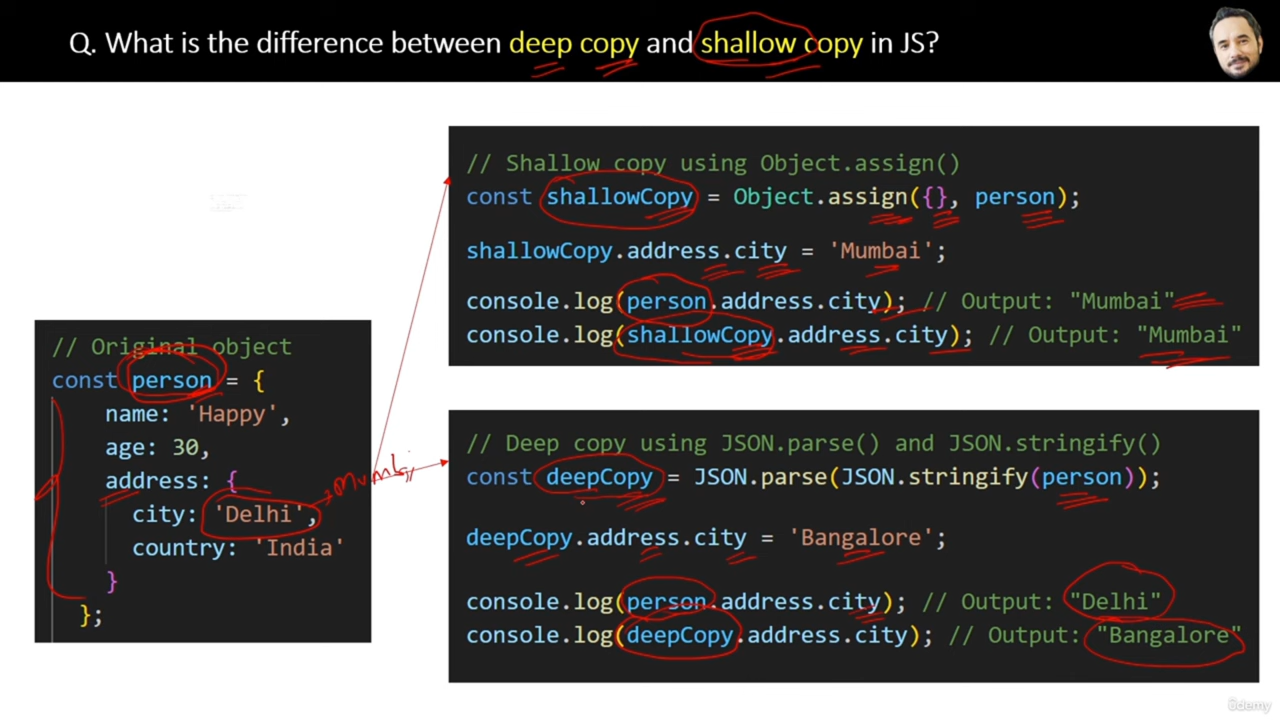 Q. What is the difference between deep copy and shallow copy in JS?
// Original object
const person = {
name: 'Happy',
age: 30,
address: {
city: 'Delhi',
country: 'India'
}
};
Mumbai
// Shallow copy using Object.assign()
const shallowCopy = Object.assign({}, person);
shallowCopy.address.city = 'Mumbai';
console.log(person.address.city); // Output: "Mumbai"
console.log(shallowCopy.address.city); // Output: "Mumbai"
// Deep copy using JSON.parse() and JSON.stringify()
const deepCopy = JSON.parse(JSON.stringify(person));
deepCopy.address.city = 'Bangalore';
console.log(person.address.city); // Output: "Delhi"
console.log(deepCopy.address.city); // Output: "Bangalore"
ûdemy